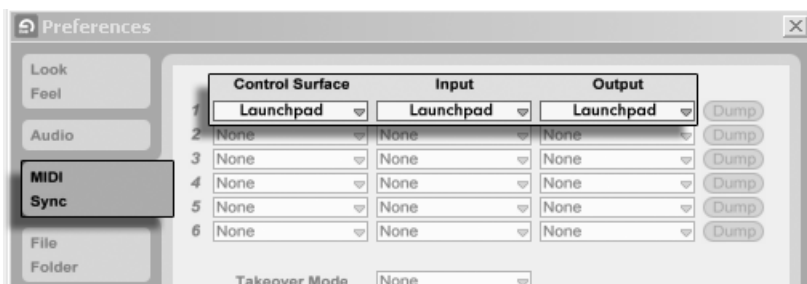 Preferences
Look
Feel
Audio
MIDI
Sync
File
Folder
Control Surface Input Output
1 Launchpad Launchpad Launchpad Dump
2 None None None Dump
3 None None None Dump
4 None None None Dump
5 None None None Dump
6 None None None Dump
Takeover Mode None